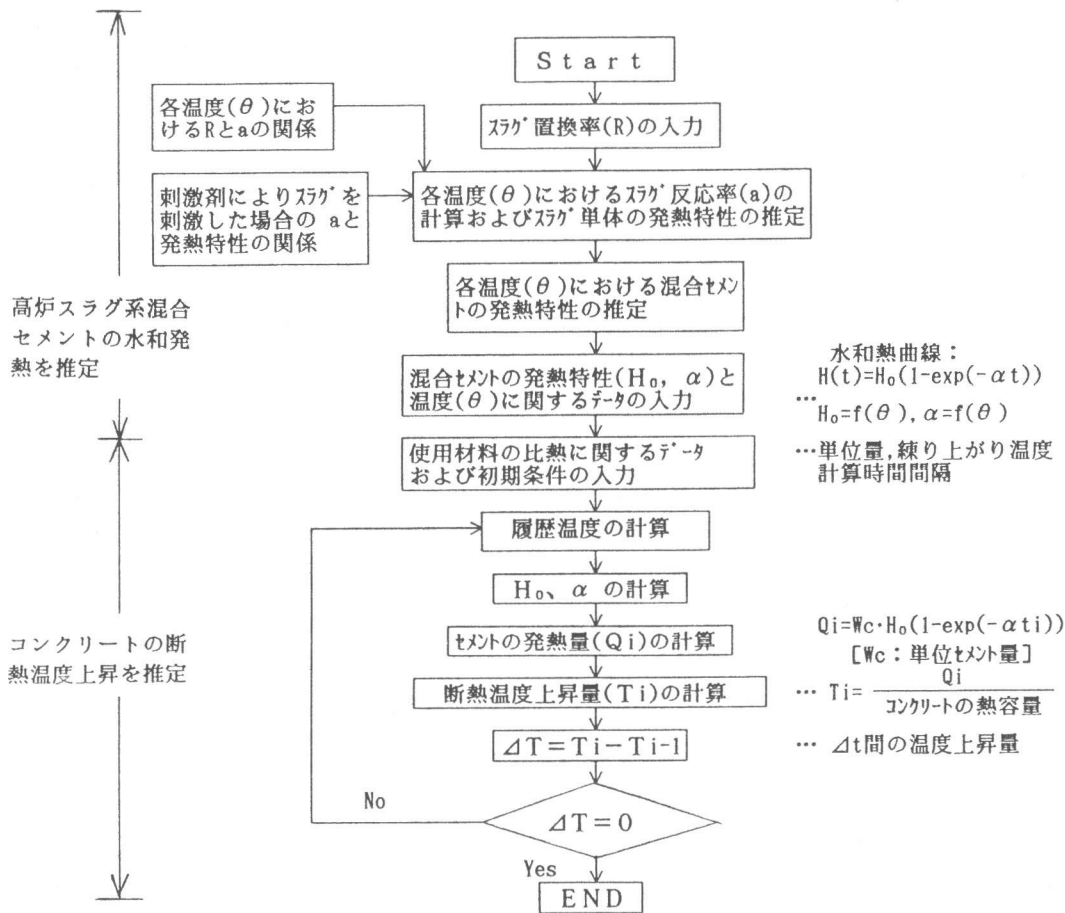 Start
スラグ置換率(R)の入力
各温度(θ)にお
けるRとaの関係
刺激剤によりスラグを
刺激した場合の aと
発熱特性の関係
各温度(θ)におけるスラグ反応率(a)の
計算およびスラグ単体の発熱特性の推定
各温度(θ)における混合セメン
トの発熱特性の推定
高炉スラグ系混合
セメントの水和発
熱を推定
混合セメントの発熱特性(H₀, α)と
温度(θ)に関するデータの入力
水和熱曲線：
H(t)=H₀(1-exp(-αt))
…
H₀=f(θ), α=f(θ)
使用材料の比熱に関するデータ
および初期条件の入力
…単位量,練り上がり温度
計算時間間隔
履歴温度の計算
H₀、α の計算
セメントの発熱量(Qi)の計算
Qi=Wc·H₀(1-exp(-αti))
[Wc：単位セメント量]
コンクリートの断
熱温度上昇を推定
断熱温度上昇量(Ti)の計算
… Ti= Qi
コンクリートの熱容量
⊿T=Ti−Ti-1
… ⊿t間の温度上昇量
No
⊿T=0
Yes
END